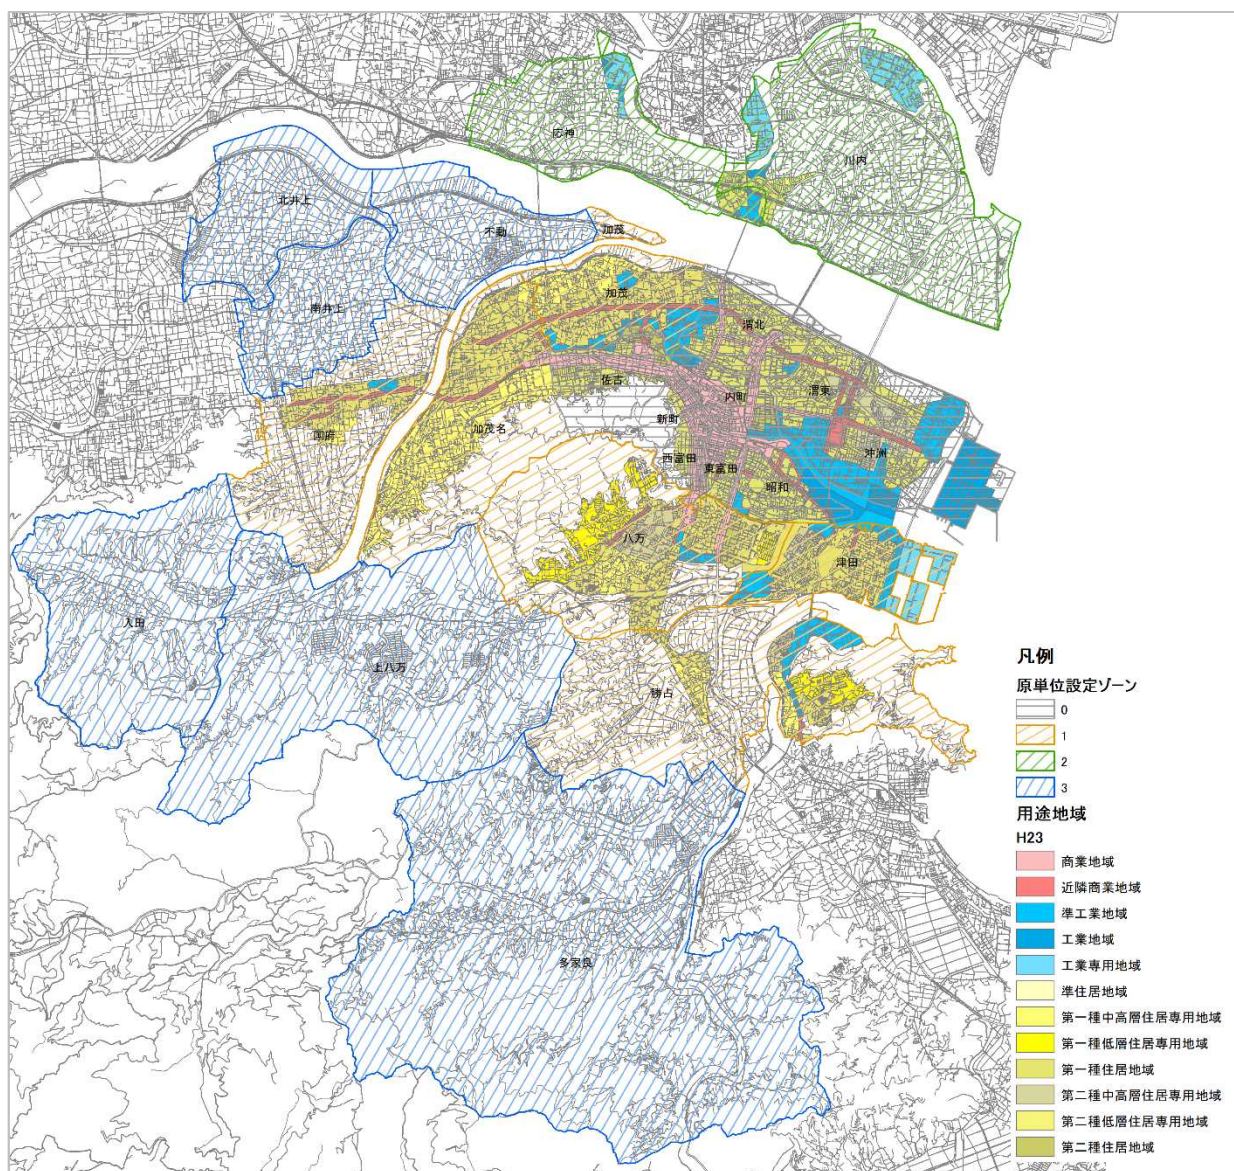 応神
川内
北井上
不動
加茂
南井上
加茂
渭北
佐古
内町
渭東
新町
国府
加茂名
西富田
東富田
沖洲
昭和
八万
津田
入田
上八万
勝占
多家良
凡例
原単位設定ゾーン
0
1
2
3
用途地域
H23
商業地域
近隣商業地域
準工業地域
工業地域
工業専用地域
準住居地域
第一種中高層住居専用地域
第一種低層住居専用地域
第一種住居地域
第二種中高層住居専用地域
第二種低層住居専用地域
第二種住居地域